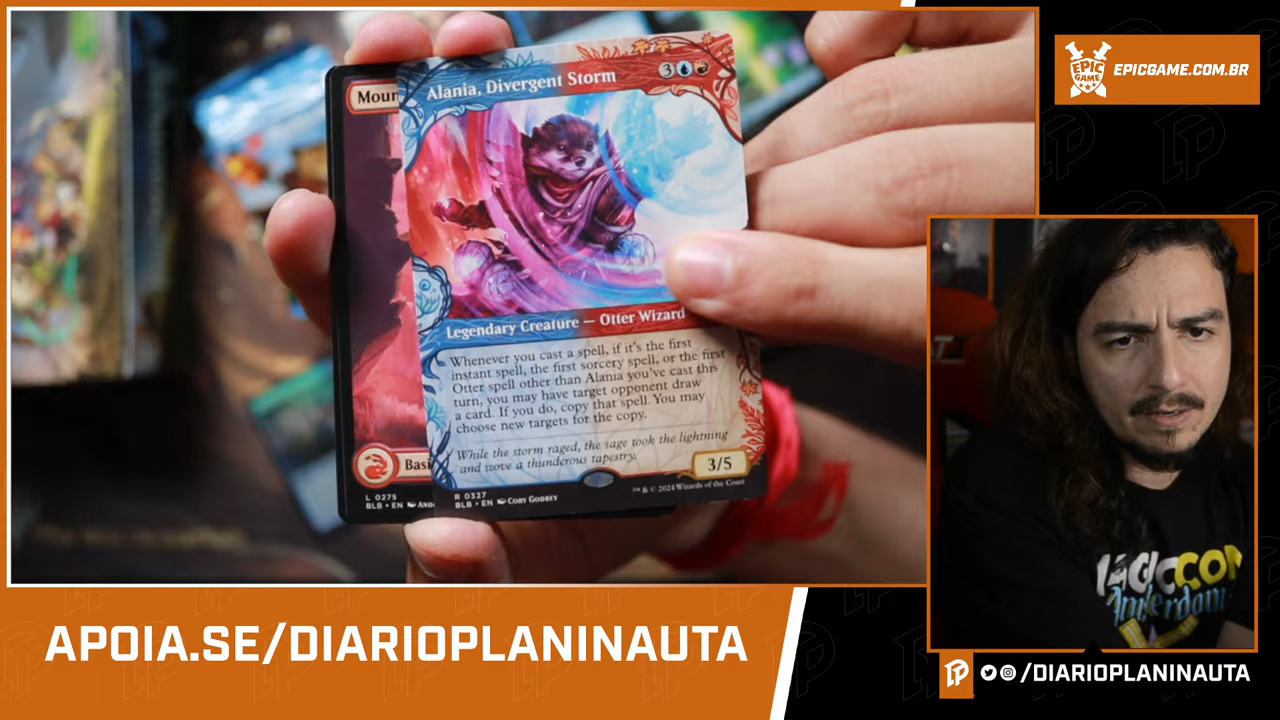 EPIC
GAME
EPICGAME.COM.BR
Moun
Alania, Divergent Storm
3
Legendary Creature — Otter Wizard
Whenever you cast a spell, if it's the first
instant spell, the first sorcery spell, or the first
Otter spell other than Alania you've cast this
turn, you may have target opponent draw
a card. If you do, copy that spell. You may
choose new targets for the copy.
While the storm raged, the sage took the lightning
and wove a thunderous tapestry.
3/5
Basi
L 0275
BLB • EN
R 0327
BLB • EN Cory Godbey
™ & © 2024 Wizards of the Coast
MAGICCON
Amsterdam
APOIA.SE/DIARIOPLANINAUTA
/DIARIOPLANINAUTA